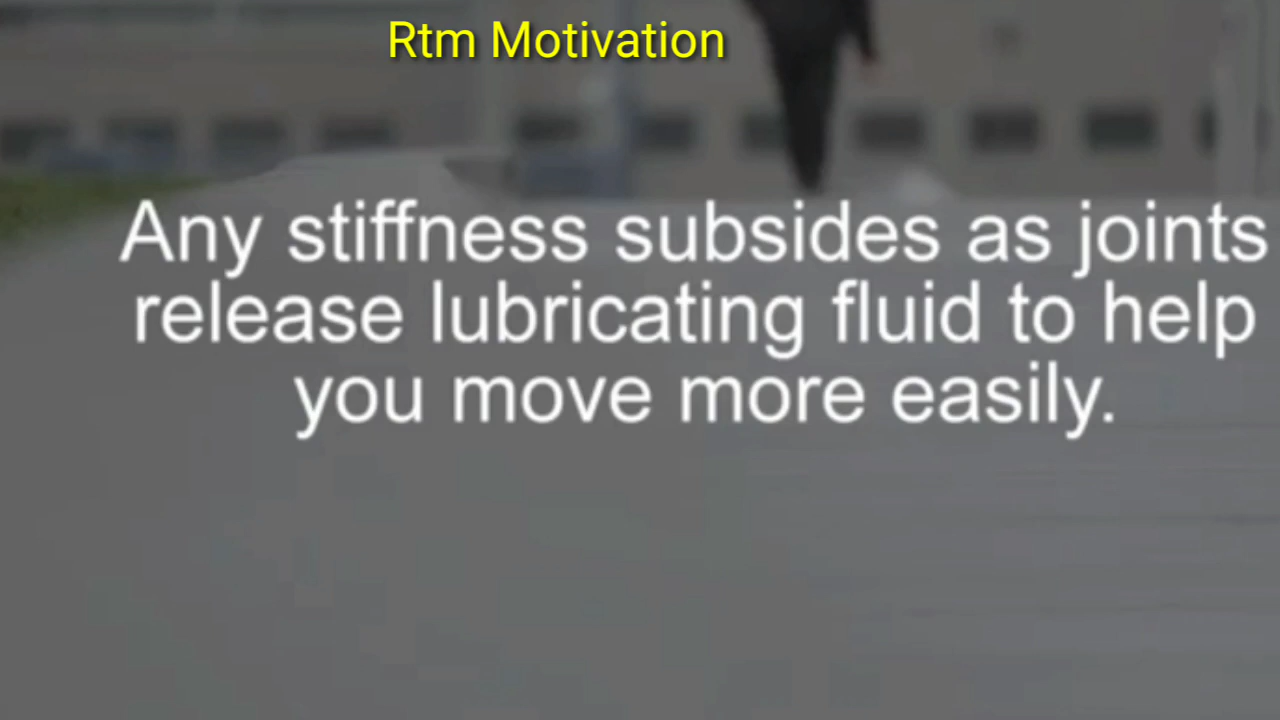 Rtm Motivation
Any stiffness subsides as joints
release lubricating fluid to help
you move more easily.